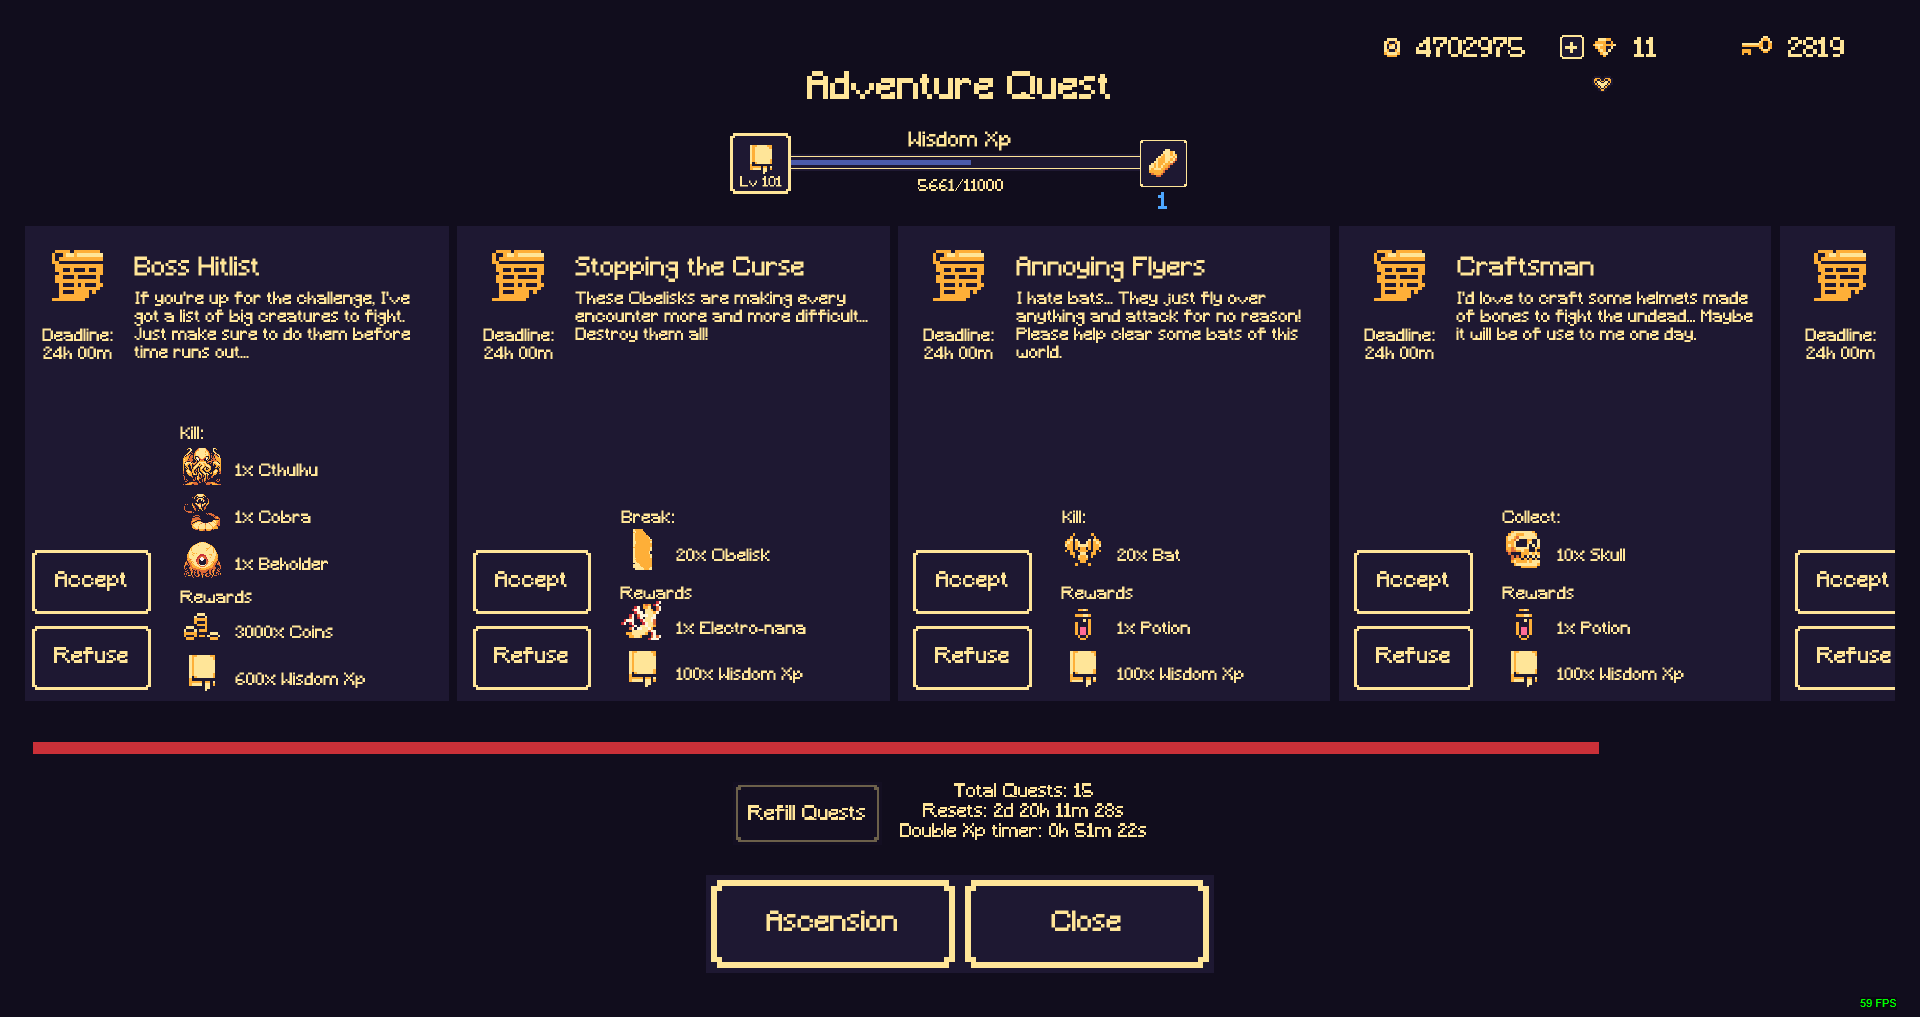 4702975
11
2819
Adventure Quest
Wisdom Xp
Lv 101
5661/11000
1
Boss Hitlist
If you're up for the challenge, I've
got a list of big creatures to fight.
Just make sure to do them before
time runs out...
Deadline:
24h 00m
Kill:
1x Cthulhu
1x Cobra
1x Beholder
Rewards
3000x Coins
600x Wisdom Xp
Accept
Refuse
Stopping the Curse
These Obelisks are making every
encounter more and more difficult...
Destroy them all!
Deadline:
24h 00m
Break:
20x Obelisk
Rewards
1x Electro-nana
100x Wisdom Xp
Accept
Refuse
Annoying Flyers
I hate bats... They just fly over
anything and attack for no reason!
Please help clear some bats of this
world.
Deadline:
24h 00m
Kill:
20x Bat
Rewards
1x Potion
100x Wisdom Xp
Accept
Refuse
Craftsman
I'd love to craft some helmets made
of bones to fight the undead... Maybe
it will be of use to me one day.
Deadline:
24h 00m
Collect:
10x Skull
Rewards
1x Potion
100x Wisdom Xp
Accept
Refuse
Deadline:
24h 00m
Accept
Refuse
Refill Quests
Total Quests: 15
Resets: 2d 20h 11m 28s
Double Xp timer: 0h 51m 22s
Ascension
Close
59 FPS